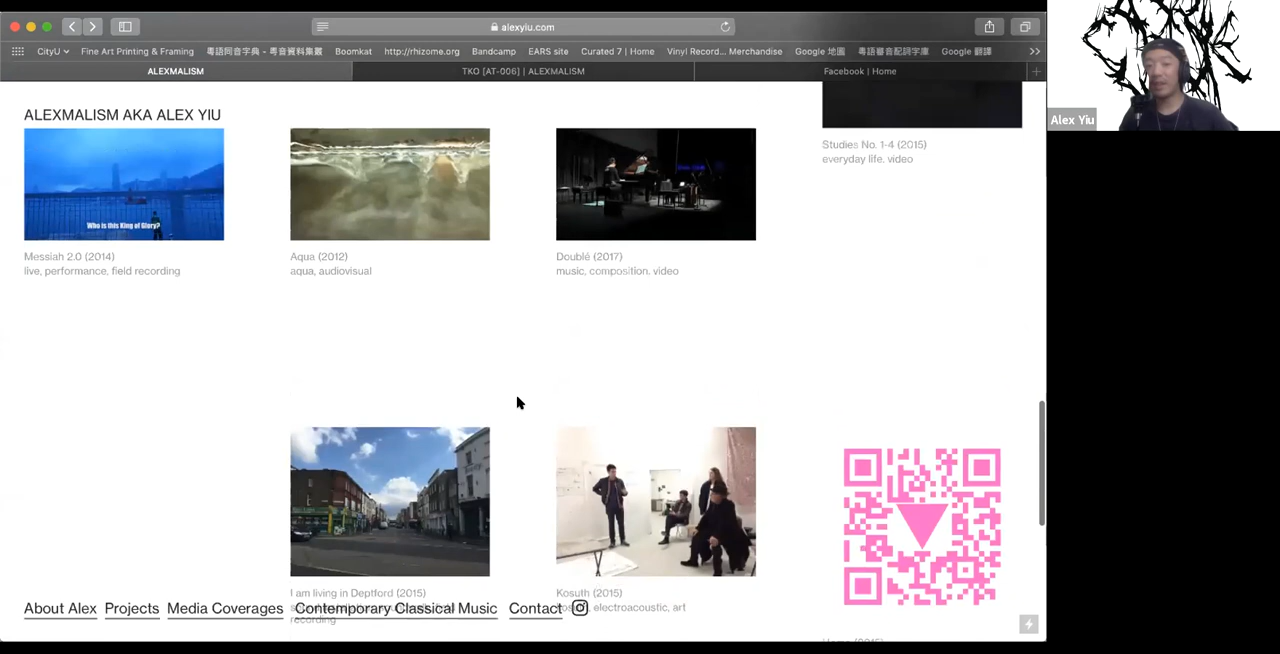 alexyiu.com
CityU
Fine Art Printing & Framing
粵語同音字典 - 粵音資料集叢
Boomkat
http://rhizome.org
Bandcamp
EARS site
Curated 7 | Home
Vinyl Record... Merchandise
Google 地圖
粵語審音配詞字庫
Google 翻譯
ALEXMALISM
TKO [AT-006] | ALEXMALISM
Facebook | Home
Alex Yiu
ALEXMALISM AKA ALEX YIU
Studies No. 1-4 (2015)
everyday life. video
Who is this King of Glory?
Messiah 2.0 (2014)
live, performance, field recording
Aqua (2012)
aqua, audiovisual
Doublé (2017)
music, composition. video
I am living in Deptford (2015)
recording
Kosuth (2015)
kosuth, electroacoustic, art
About Alex
Projects
Media Coverages
Contemporary Classical Music
Contact